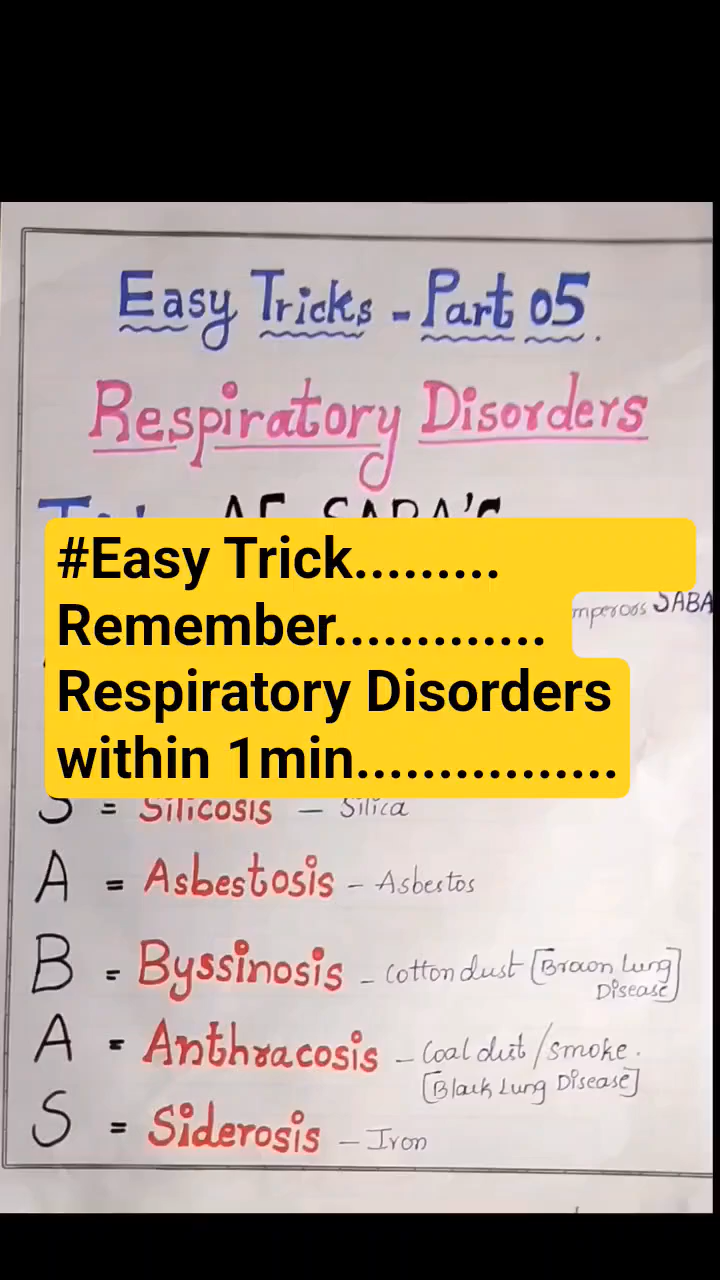 Easy Tricks - Part 05.
Respiratory Disorders
#Easy Trick.........
Remember.............
SABA
Respiratory Disorders
within 1min................
S = Silicosis – Silica
A = Asbestosis – Asbestos
B = Byssinosis – Cotton dust [Brown Lung
Disease]
A = Anthracosis – Coal dust/smoke.
[Black Lung Disease]
S = Siderosis – Iron